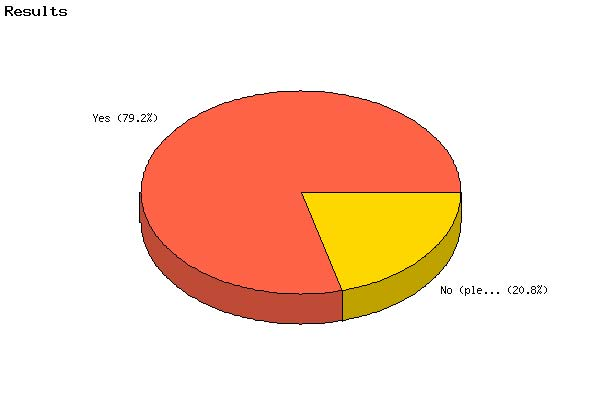 Results
Yes (79.2%)
No (ple... (20.8%)